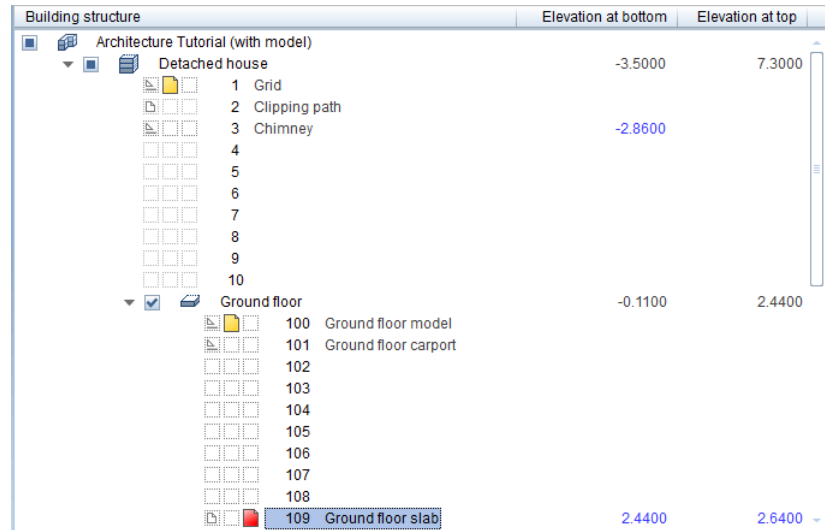 Building structure Elevation at bottom Elevation at top
Architecture Tutorial (with model)
Detached house -3.5000 7.3000
1 Grid
2 Clipping path
3 Chimney -2.8600
4
5
6
7
8
9
10
Ground floor -0.1100 2.4400
100 Ground floor model
101 Ground floor carport
102
103
104
105
106
107
108
109 Ground floor slab 2.4400 2.6400